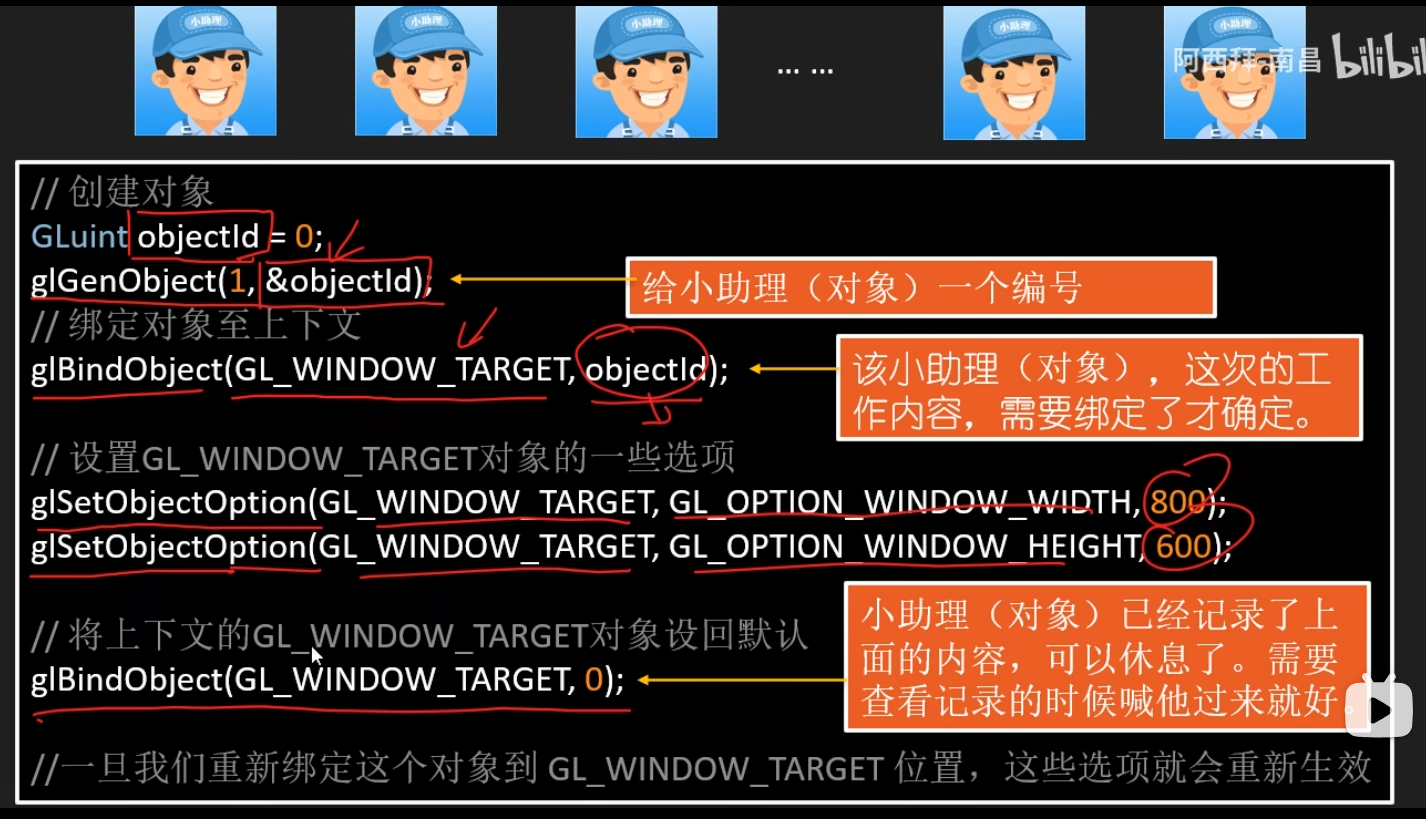 小助理
小助理
小助理
... ...
小助理
小助理
阿西拜-南昌
// 创建对象
GLuint objectId = 0;
glGenObject(1, &objectId);
给小助理（对象）一个编号
// 绑定对象至上下文
glBindObject(GL_WINDOW_TARGET, objectId);
该小助理（对象），这次的工
作内容，需要绑定了才确定。
// 设置GL_WINDOW_TARGET对象的一些选项
glSetObjectOption(GL_WINDOW_TARGET, GL_OPTION_WINDOW_WIDTH, 800);
glSetObjectOption(GL_WINDOW_TARGET, GL_OPTION_WINDOW_HEIGHT, 600);
小助理（对象）已经记录了上
面的内容，可以休息了。需要
查看记录的时候喊他过来就好。
// 将上下文的GL_WINDOW_TARGET对象设回默认
glBindObject(GL_WINDOW_TARGET, 0);
//一旦我们重新绑定这个对象到 GL_WINDOW_TARGET 位置，这些选项就会重新生效